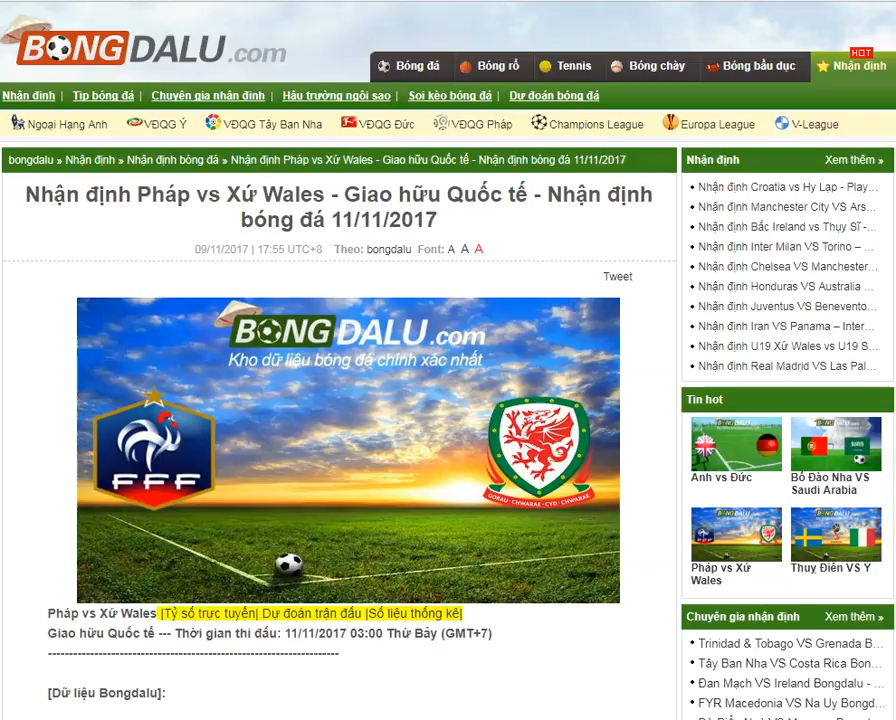 BONGDALU.com
Bóng đá
Bóng rổ
Tennis
Bóng chày
Bóng bầu dục
HOT
Nhận định
Nhận định | Tip bóng đá | Chuyên gia nhận định | Hậu trường ngôi sao | Soi kèo bóng đá | Dự đoán bóng đá
Ngoại Hạng Anh
VĐQG Ý
VĐQG Tây Ban Nha
VĐQG Đức
VĐQG Pháp
Champions League
Europa League
V-League
bongdalu » Nhận định » Nhận định bóng đá » Nhận định Pháp vs Xứ Wales - Giao hữu Quốc tế - Nhận định bóng đá 11/11/2017
Nhận định Pháp vs Xứ Wales - Giao hữu Quốc tế - Nhận định
bóng đá 11/11/2017
09/11/2017 | 17:55 UTC+8 Theo: bongdalu Font: A A A
Tweet
BONGDALU.com
Kho dữ liệu bóng đá chính xác nhất
FFF
GORAU · CHWARAE · CYD · CHWARAE
Pháp vs Xứ Wales |Tỷ số trực tuyến| Dự đoán trận đấu |Số liệu thống kê|
Giao hữu Quốc tế --- Thời gian thi đấu: 11/11/2017 03:00 Thứ Bảy (GMT+7)
[Dữ liệu Bongdalu]:
Nhận định Xem thêm »
Nhận định Croatia vs Hy Lạp - Play...
Nhận định Manchester City VS Ars...
Nhận định Bắc Ireland vs Thụy Sĩ -...
Nhận định Inter Milan VS Torino – ...
Nhận định Chelsea VS Manchester...
Nhận định Honduras VS Australia ...
Nhận định Juventus VS Benevento...
Nhận định Iran VS Panama – Inter...
Nhận định U19 Xứ Wales vs U19 S...
Nhận định Real Madrid VS Las Pal...
Tin hot
Anh vs Đức
Bồ Đào Nha VS
Saudi Arabia
Pháp vs Xứ
Wales
Thuỵ Điển VS Ý
Chuyên gia nhận định Xem thêm »
Trinidad & Tobago VS Grenada B...
Tây Ban Nha VS Costa Rica Bon...
Đan Mạch VS Ireland Bongdalu - ...
FYR Macedonia VS Na Uy Bongd...